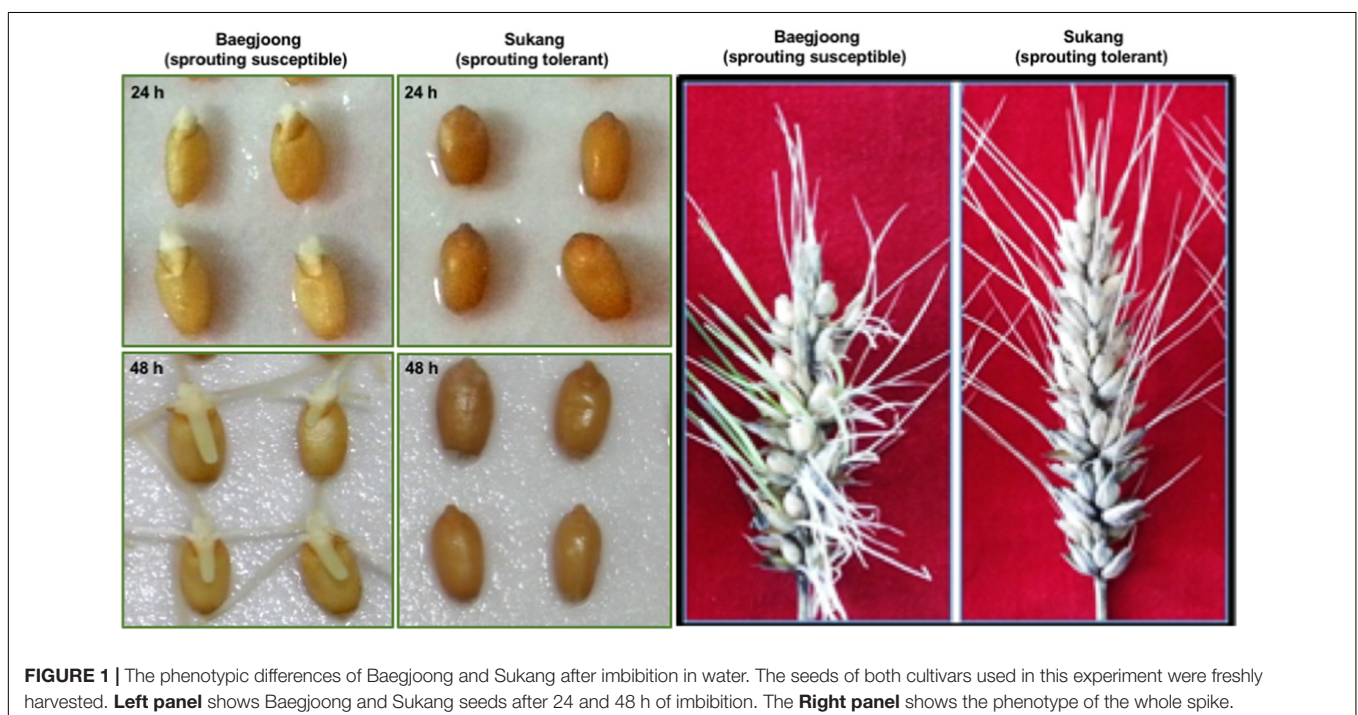 Baegjoong
(sprouting susceptible)
Sukang
(sprouting tolerant)
Baegjoong
(sprouting susceptible)
Sukang
(sprouting tolerant)
24 h
24 h
48 h
48 h
FIGURE 1 | The phenotypic differences of Baegjoong and Sukang after imbibition in water. The seeds of both cultivars used in this experiment were freshly
harvested. Left panel shows Baegjoong and Sukang seeds after 24 and 48 h of imbibition. The Right panel shows the phenotype of the whole spike.